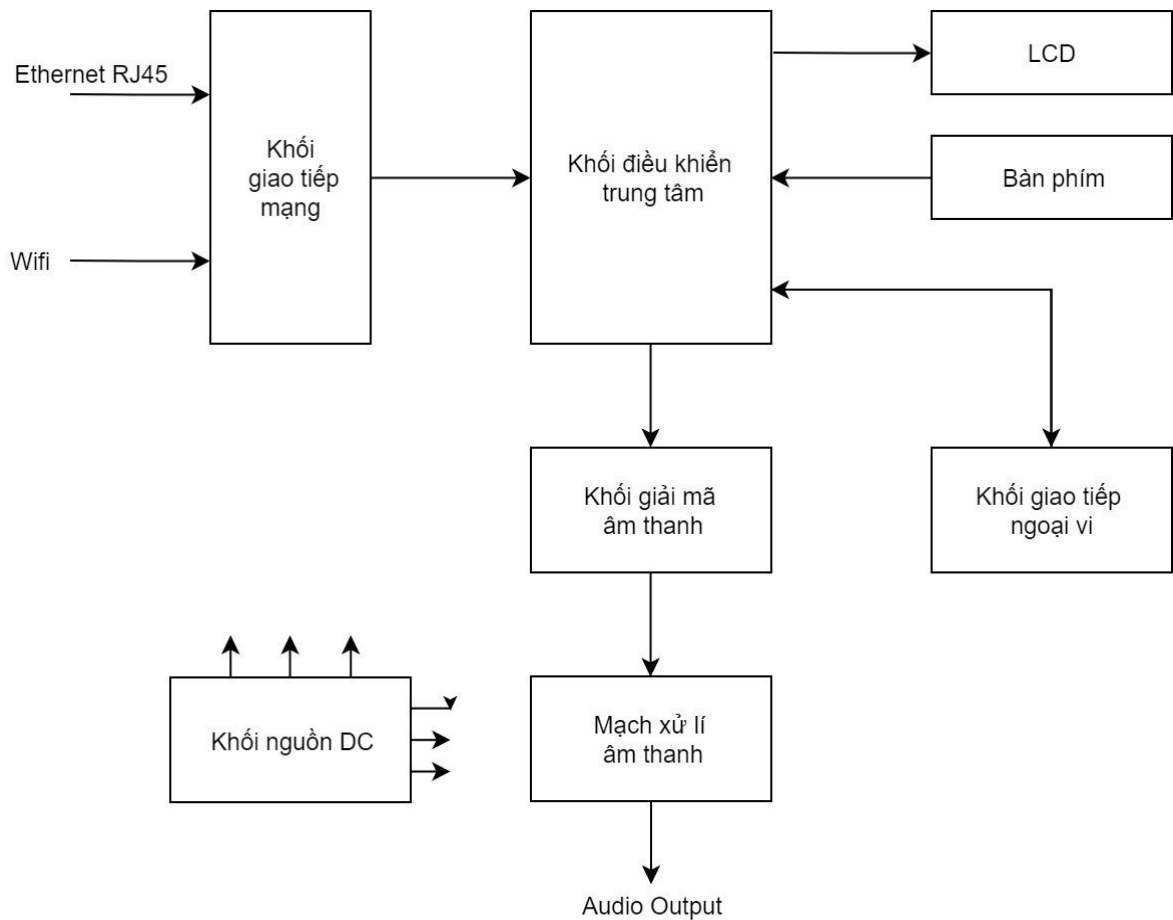 Ethernet RJ45
Wifi
Khối
giao tiếp
mạng
Khối điều khiển
trung tâm
LCD
Bàn phím
Khối giải mã
âm thanh
Khối giao tiếp
ngoại vi
Khối nguồn DC
Mạch xử lí
âm thanh
Audio Output